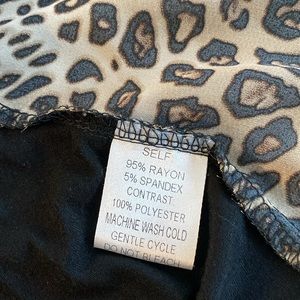 SELF
95% RAYON
5% SPANDEX
CONTRAST
100% POLYESTER
MACHINE WASH COLD
GENTLE CYCLE
DO NOT BLEACH